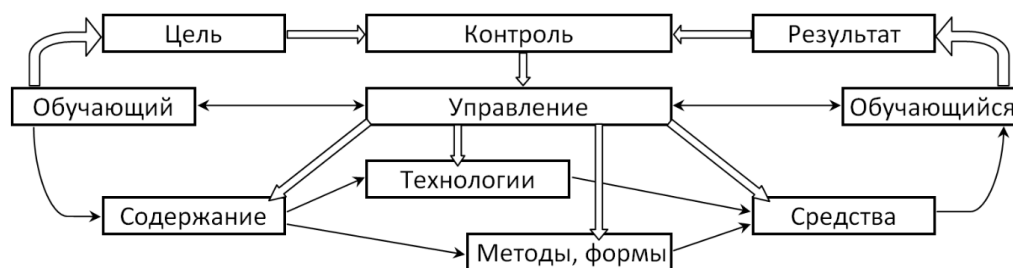 Цель
Контроль
Результат
Обучающий
Управление
Обучающийся
Технологии
Содержание
Средства
Методы, формы